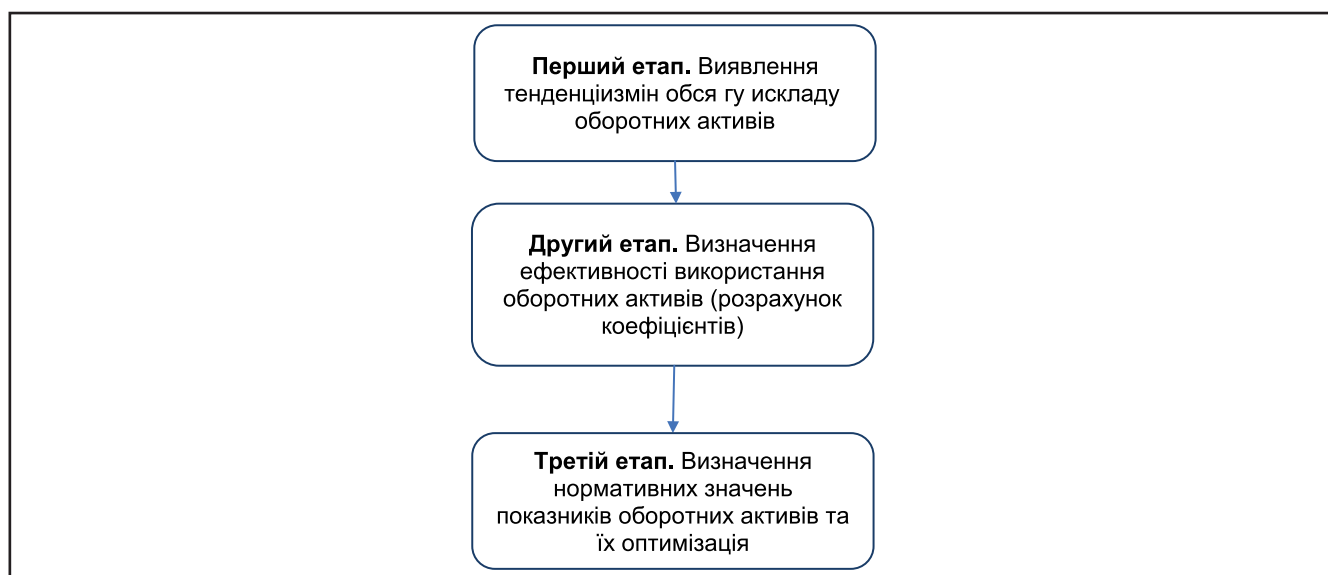 Перший етап. Виявлення
тенденціизмін обся гу искладу
оборотних активів
Другий етап. Визначення
ефективності використання
оборотних активів (розрахунок
коефіцієнтів)
Третій етап. Визначення
нормативних значень
показників оборотних активів та
їх оптимізація